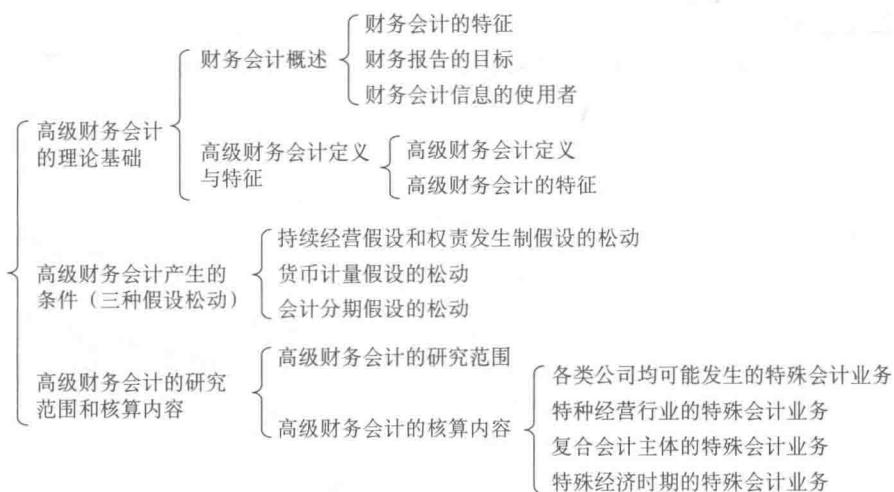 财务会计的特征
财务会计概述
财务报告的目标
财务会计信息的使用者
高级财务会计
的理论基础
高级财务会计定义
与特征
高级财务会计定义
高级财务会计的特征
持续经营假设和权责发生制假设的松动
高级财务会计产生的
条件（三种假设松动）
货币计量假设的松动
会计分期假设的松动
高级财务会计的研究
范围和核算内容
高级财务会计的研究范围
高级财务会计的核算内容
各类公司均可能发生的特殊会计业务
特种经营行业的特殊会计业务
复合会计主体的特殊会计业务
特殊经济时期的特殊会计业务